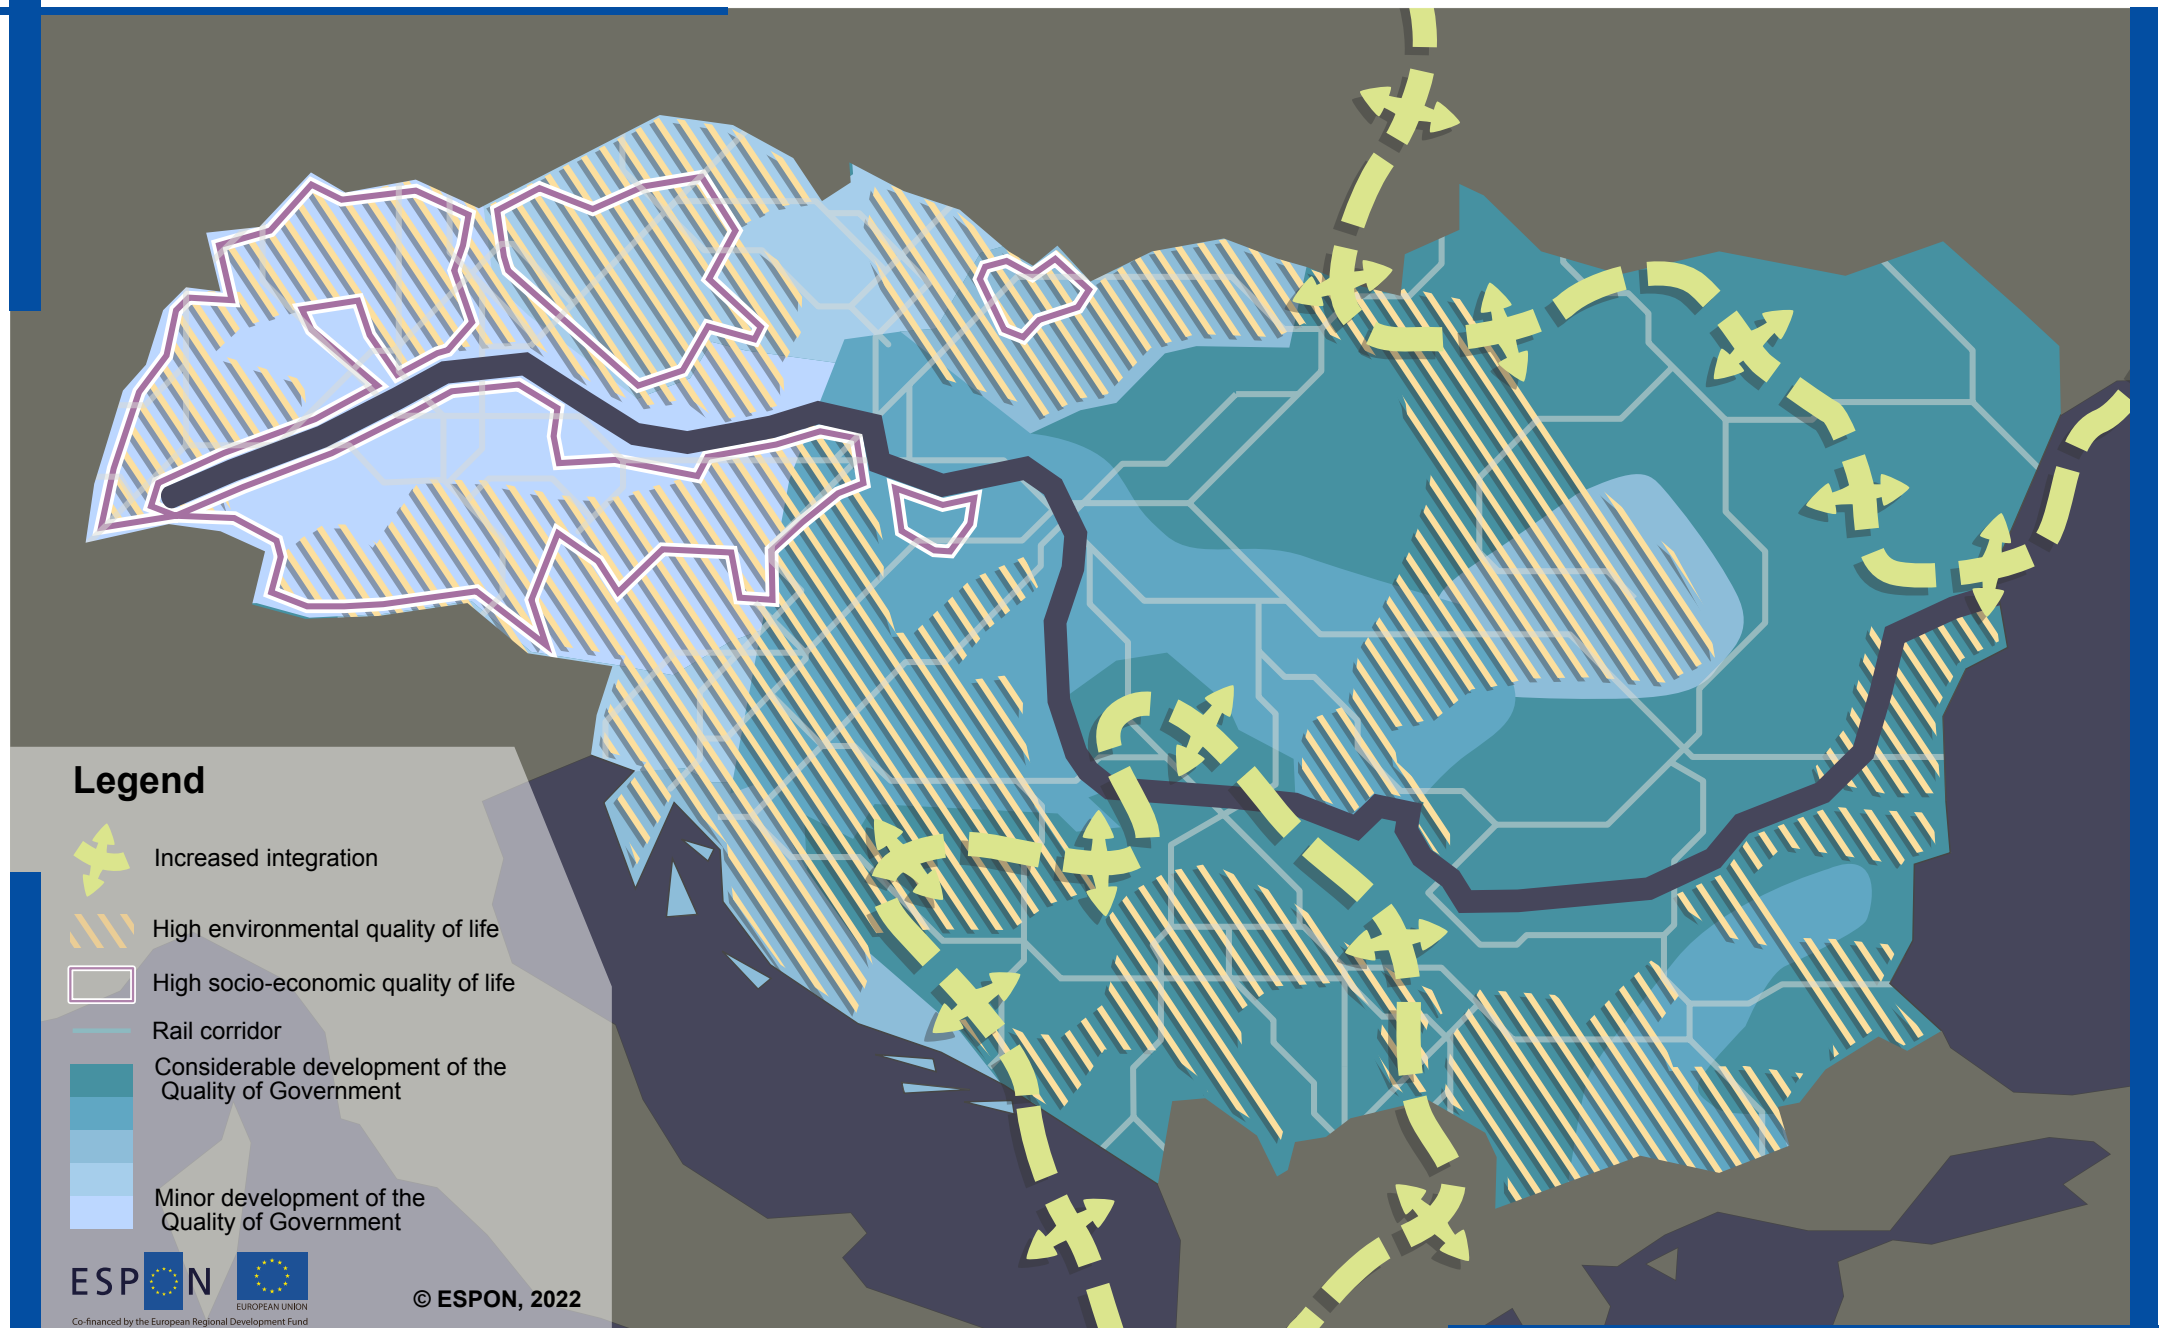 Legend
Increased integration
High environmental quality of life
High socio-economic quality of life
Rail corridor
Considerable development of the
Quality of Government
Minor development of the
Quality of Government
ESPON
EUROPEAN UNION
Co-financed by the European Regional Development Fund
© ESPON, 2022